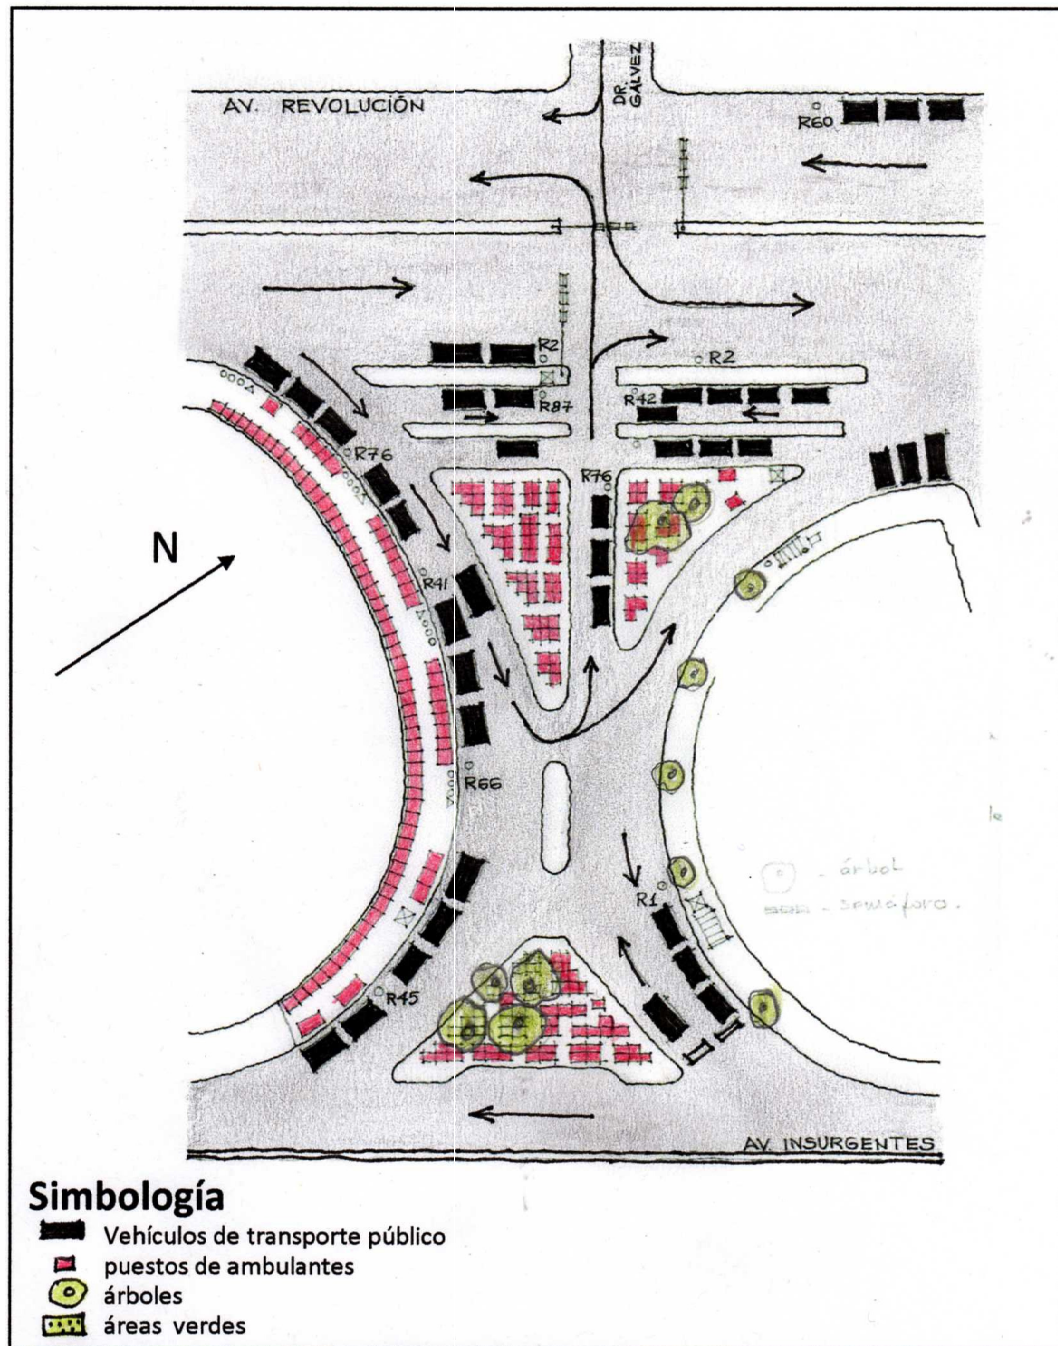 DR. GÁLVEZ
AV. REVOLUCIÓN
R60
R2
R2
R87
R42
R76
R76
N
R41
R66
árbol
R1
semáforo.
R45
AV. INSURGENTES
Simbología
Vehículos de transporte público
puestos de ambulantes
árboles
áreas verdes